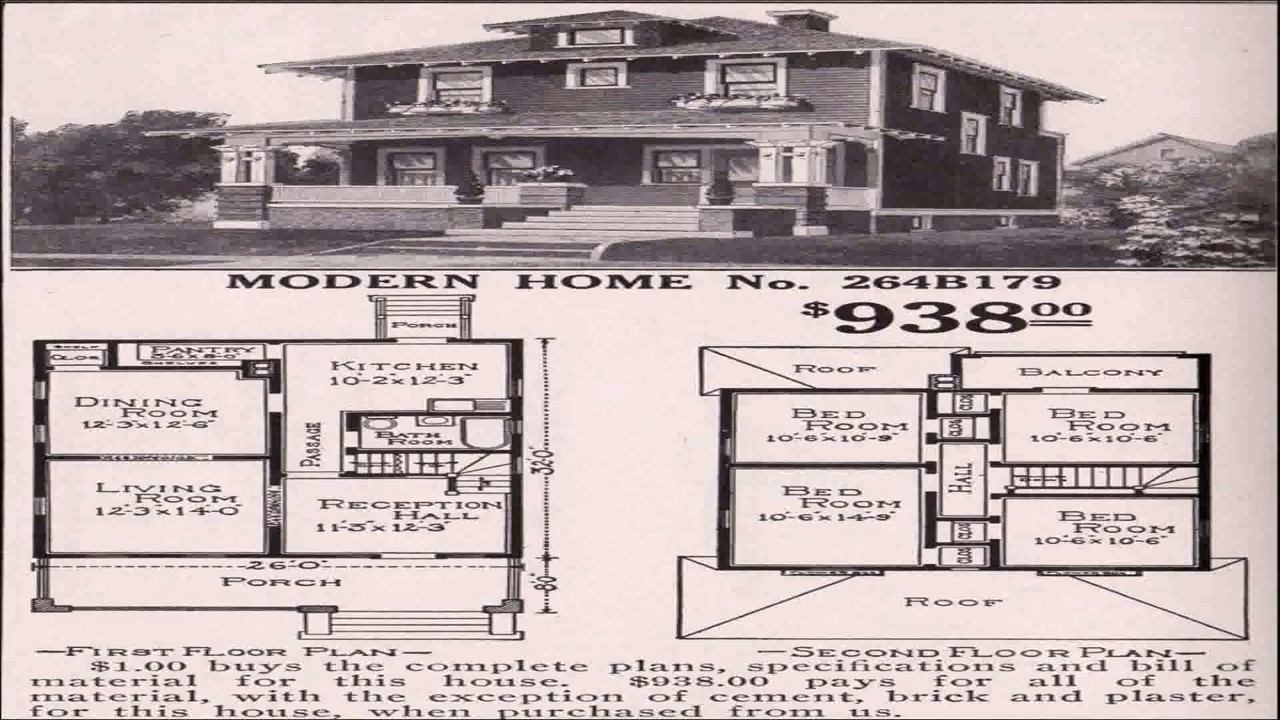 MODERN HOME No. 264B179
$938.00
PORCH
SHELF
CLOS
PANTRY
5-6x8-0
SHELVES
KITCHEN
10-2x12-3
DINING
ROOM
12-3x12-6
PASSAGE
BATH
ROOM
LIVING
ROOM
12-3x14-0
RECEPTION
HALL
11-3x12-3
32-0
26-0
PORCH
8-0
FIRST FLOOR PLAN
ROOF
BALCONY
BED
ROOM
10-6x10-9
CLOS
CLOS
BED
ROOM
10-6x10-6
HALL
BED
ROOM
10-6x14-9
CLOS
CLOS
BED
ROOM
10-6x10-6
ROOF
SECOND FLOOR PLAN
$1.00 buys the complete plans, specifications and bill of
material for this house. $938.00 pays for all of the
material, with the exception of cement, brick and plaster,
for this house, when purchased from us.